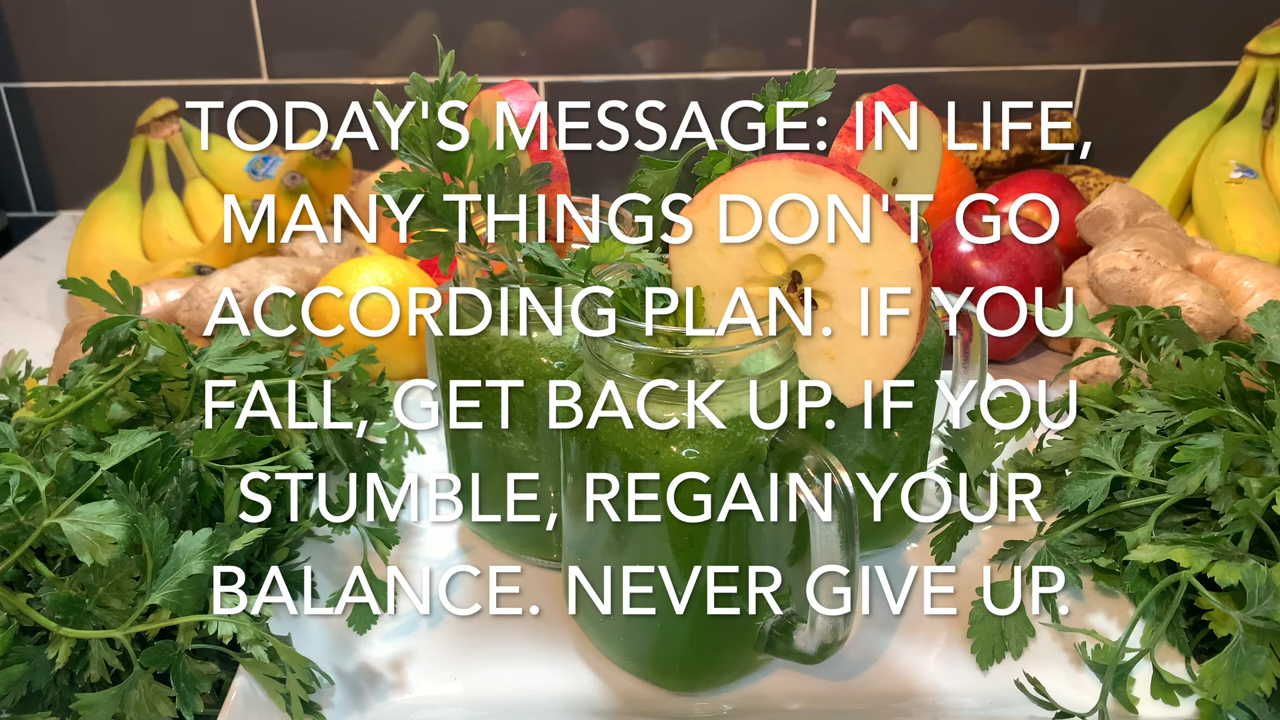 TODAY'S MESSAGE: IN LIFE,
MANY THINGS DON'T GO
ACCORDING PLAN. IF YOU
FALL, GET BACK UP. IF YOU
STUMBLE, REGAIN YOUR
BALANCE. NEVER GIVE UP.